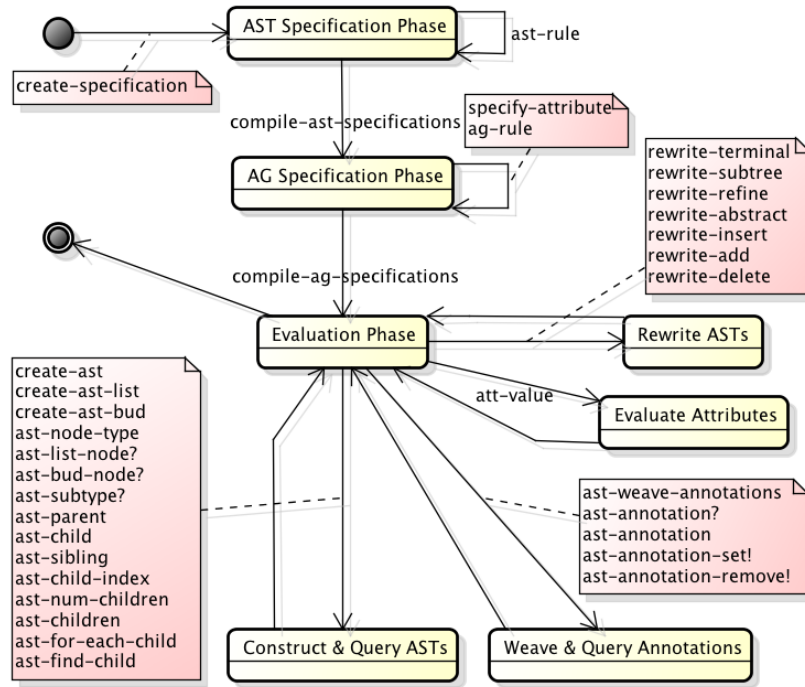 AST Specification Phase
ast-rule
create-specification
compile-ast-specifications
specify-attribute
ag-rule
AG Specification Phase
rewrite-terminal
rewrite-subtree
rewrite-refine
rewrite-abstract
rewrite-insert
rewrite-add
rewrite-delete
compile-ag-specifications
Evaluation Phase
Rewrite ASTs
att-value
Evaluate Attributes
create-ast
create-ast-list
create-ast-bud
ast-node-type
ast-list-node?
ast-bud-node?
ast-subtype?
ast-parent
ast-child
ast-sibling
ast-child-index
ast-num-children
ast-children
ast-for-each-child
ast-find-child
ast-weave-annotations
ast-annotation?
ast-annotation
ast-annotation-set!
ast-annotation-remove!
Construct & Query ASTs
Weave & Query Annotations